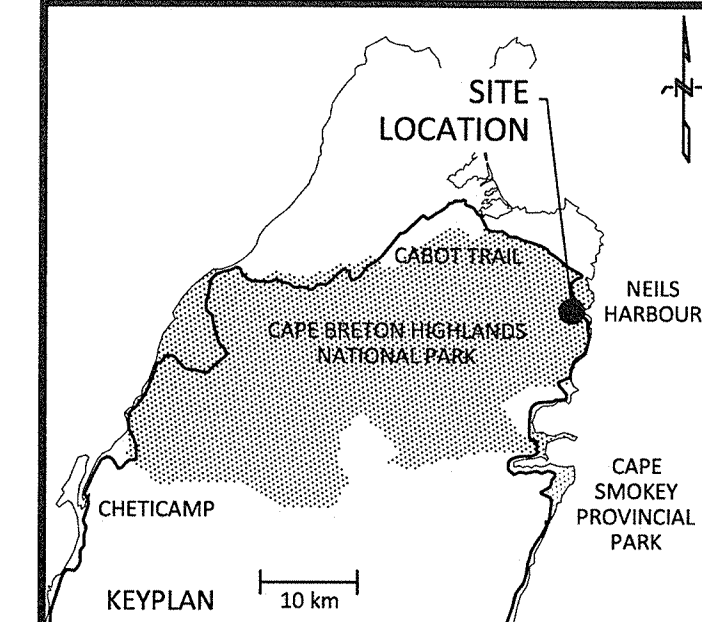 SITE
LOCATION
N
CABOT TRAIL
NEILS
HARBOUR
CAPE BRETON HIGHLANDS
NATIONAL PARK
CAPE
SMOKEY
PROVINCIAL
PARK
CHETICAMP
KEYPLAN
10 km